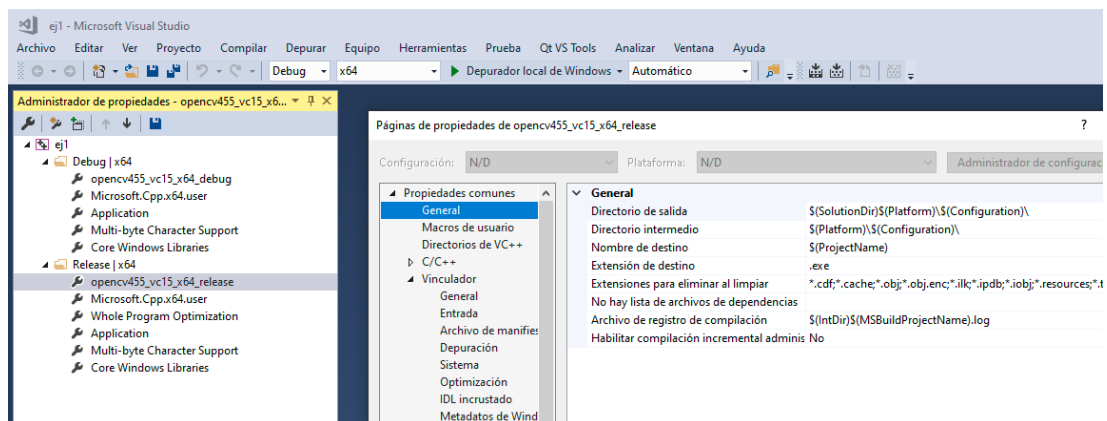 ej1 - Microsoft Visual Studio
Archivo Editar Ver Proyecto Compilar Depurar Equipo Herramientas Prueba Qt VS Tools Analizar Ventana Ayuda
Debug x64 Depurador local de Windows Automático
Administrador de propiedades - opencv455_vc15_x6...
ej1
Debug | x64
opencv455_vc15_x64_debug
Microsoft.Cpp.x64.user
Application
Multi-byte Character Support
Core Windows Libraries
Release | x64
opencv455_vc15_x64_release
Microsoft.Cpp.x64.user
Whole Program Optimization
Application
Multi-byte Character Support
Core Windows Libraries
Páginas de propiedades de opencv455_vc15_x64_release ?
Configuración: N/D Plataforma: N/D Administrador de configurac
Propiedades comunes
General
Macros de usuario
Directorios de VC++
C/C++
Vinculador
General
Entrada
Archivo de manifies
Depuración
Sistema
Optimización
IDL incrustado
Metadatos de Wind
General
Directorio de salida $(SolutionDir)$(Platform)\$(Configuration)\
Directorio intermedio $(Platform)\$(Configuration)\
Nombre de destino $(ProjectName)
Extensión de destino .exe
Extensiones para eliminar al limpiar *.cdf;*.cache;*.obj;*.obj.enc;*.ilk;*.ipdb;*.iobj;*.resources;*.t
No hay lista de archivos de dependencias
Archivo de registro de compilación $(IntDir)$(MSBuildProjectName).log
Habilitar compilación incremental adminis No